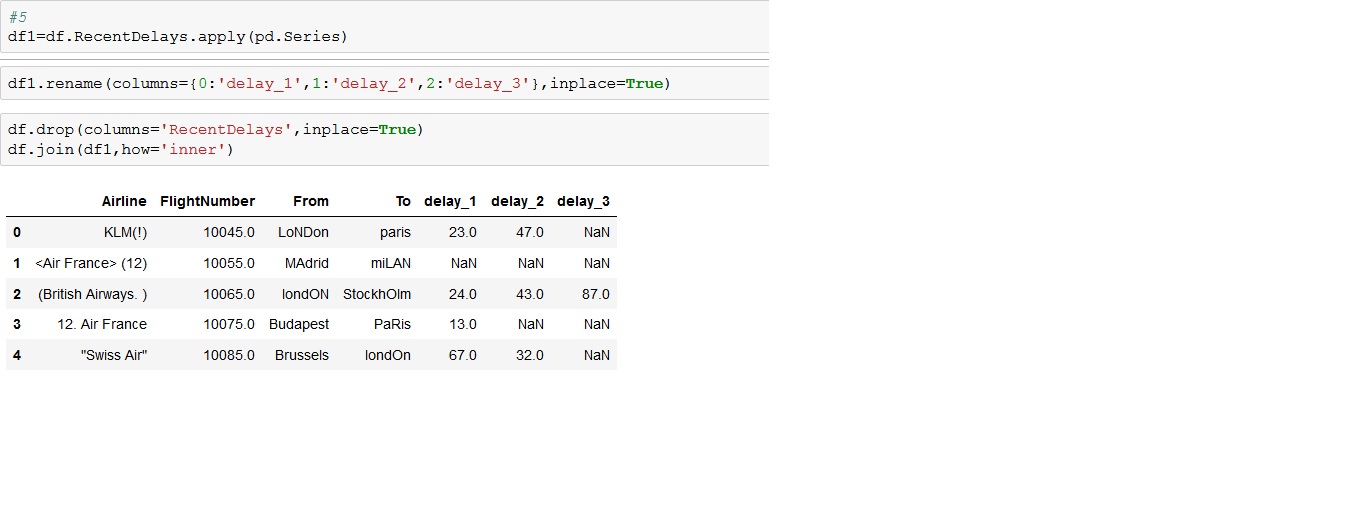 #5
df1=df.RecentDelays.apply(pd.Series)
df1.rename(columns={0:'delay_1',1:'delay_2',2:'delay_3'},inplace=True)
df.drop(columns='RecentDelays',inplace=True)
df.join(df1,how='inner')
Airline FlightNumber From To delay_1 delay_2 delay_3
0 KLM(!) 10045.0 LoNDon paris 23.0 47.0 NaN
1 <Air France> (12) 10055.0 MAdrid miLAN NaN NaN NaN
2 (British Airways. ) 10065.0 londON StockhOlm 24.0 43.0 87.0
3 12. Air France 10075.0 Budapest PaRis 13.0 NaN NaN
4 "Swiss Air" 10085.0 Brussels londOn 67.0 32.0 NaN